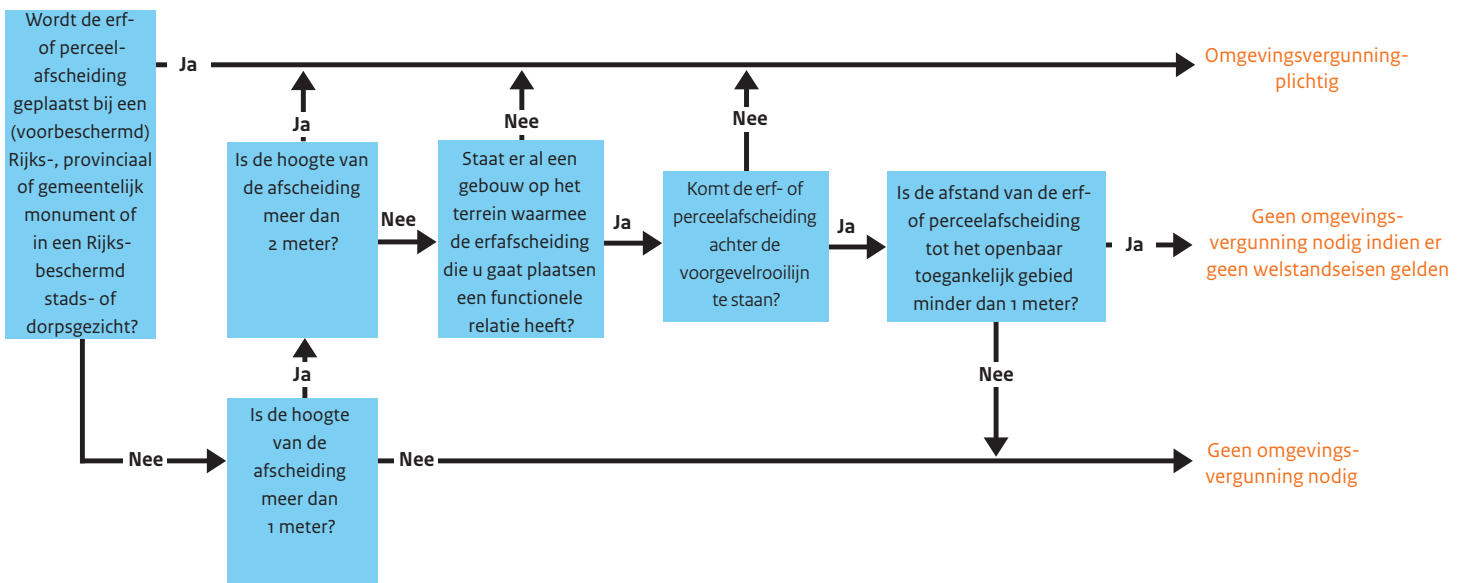 Wordt de erf-
of perceel-
afscheiding
geplaatst bij een
(voorbeschermd)
Rijks-, provinciaal
of gemeentelijk
monument of
in een Rijks-
beschermd
stads- of
dorpsgezicht?
Ja
Omgevingsvergunning-
plichtig
Ja
Nee
Nee
Is de hoogte van
de afscheiding
meer dan
2 meter?
Nee
Staat er al een
gebouw op het
terrein waarmee
de erfafscheiding
die u gaat plaatsen
een functionele
relatie heeft?
Ja
Komt de erf- of
perceelafscheiding
achter de
voorgevelrooilijn
te staan?
Ja
Is de afstand van de erf-
of perceelafscheiding
tot het openbaar
toegankelijk gebied
minder dan 1 meter?
Ja
Geen omgevings-
vergunning nodig indien er
geen welstandseisen gelden
Ja
Nee
Nee
Is de hoogte
van de
afscheiding
meer dan
1 meter?
Nee
Geen omgevings-
vergunning nodig